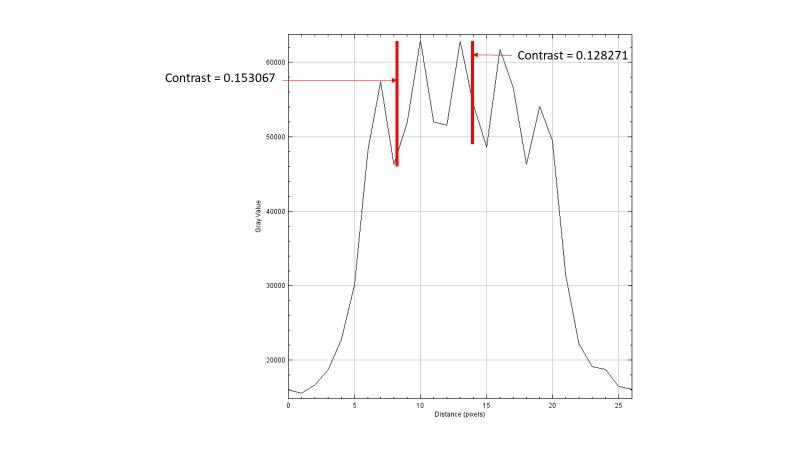 Contrast = 0.128271
Contrast = 0.153067
60000
50000
40000
30000
20000
Gray Value
0 5 10 15 20 25
Distance (pixels)